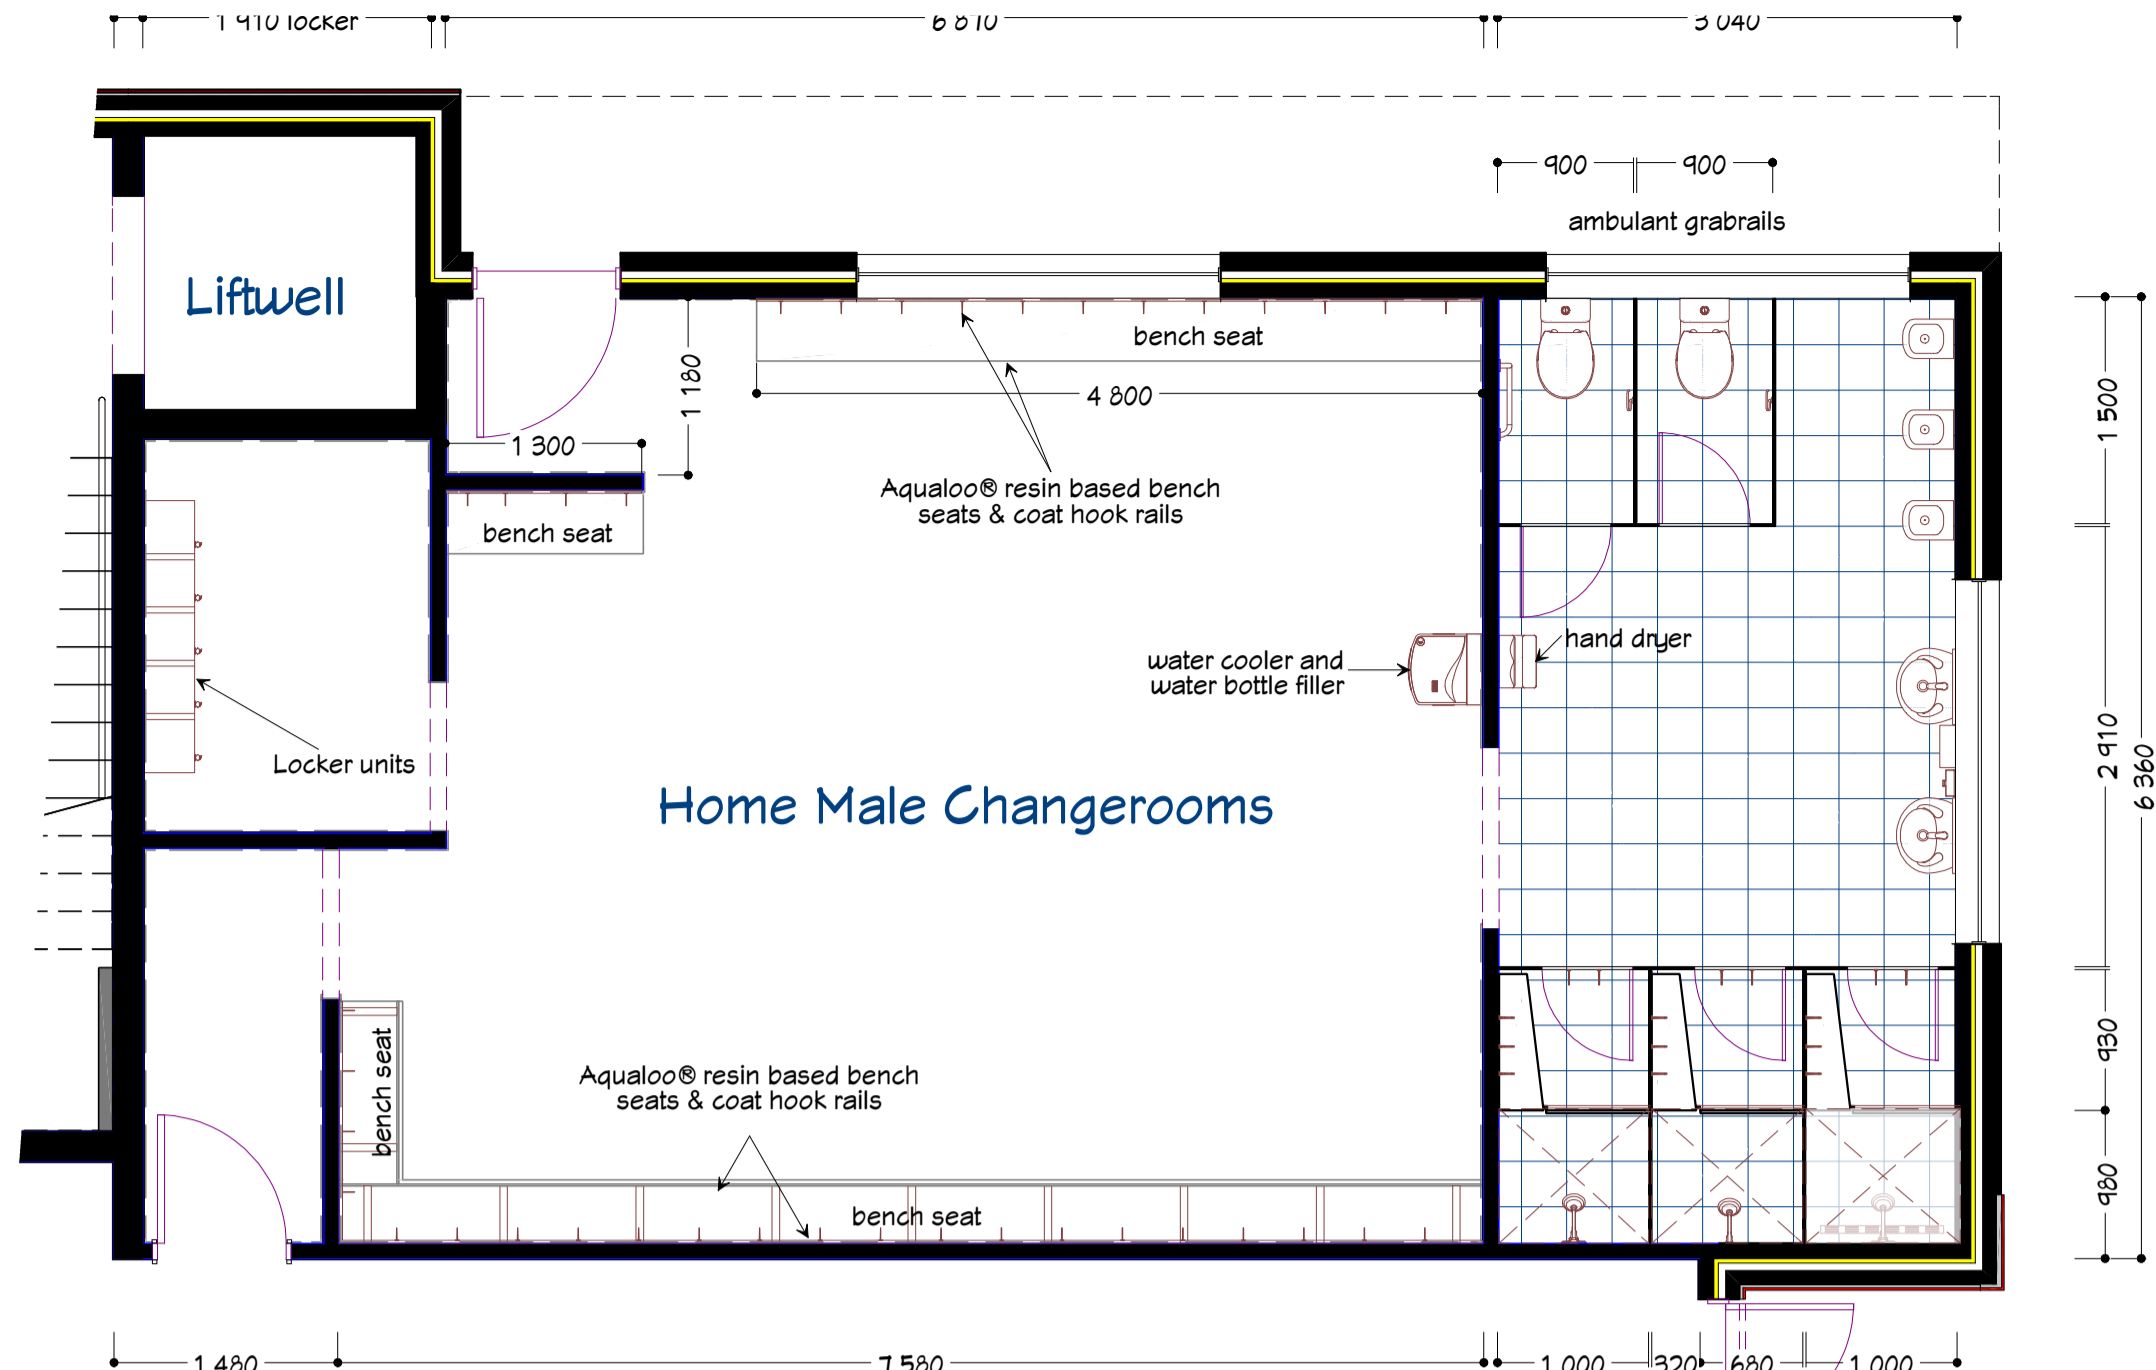 1 910 locker
6 870
3 040
900
900
ambulant grabrails
Liftwell
bench seat
1 180
4 800
1 500
1 300
Aqualoo® resin based bench
seats & coat hook rails
bench seat
hand dryer
water cooler and
water bottle filler
Locker units
2 910
6 360
Home Male Changerooms
930
bench seat
Aqualoo® resin based bench
seats & coat hook rails
980
bench seat
1 480
7 580
1 000
320
680
1 000